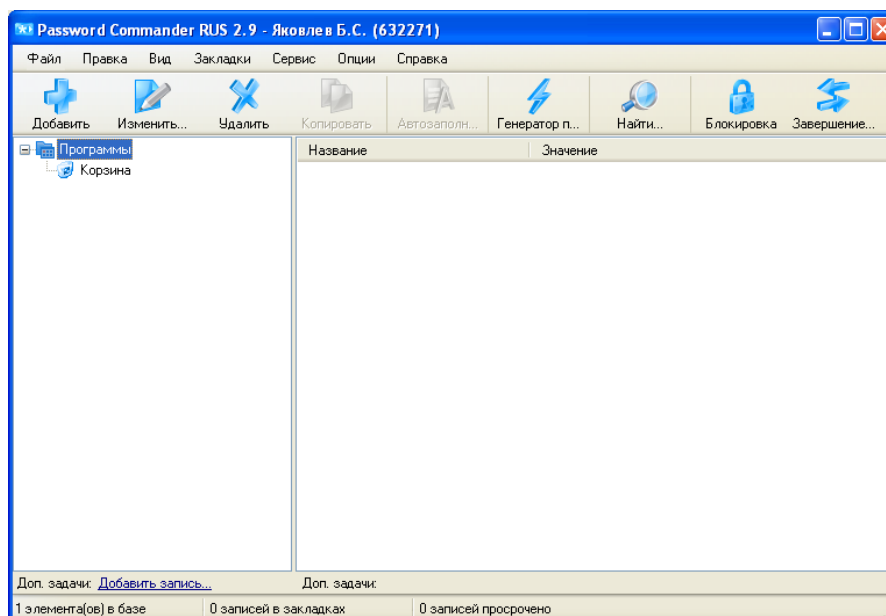 Password Commander RUS 2.9 - Яковлев Б.С. (632271)
Файл Правка Вид Закладки Сервис Опции Справка
Добавить Изменить... Удалить Копировать Автозаполн... Генератор п... Найти... Блокировка Завершение...
Программы Название Значение
Корзина
Доп. задачи: Добавить запись... Доп. задачи:
1 элемента(ов) в базе 0 записей в закладках 0 записей просрочено